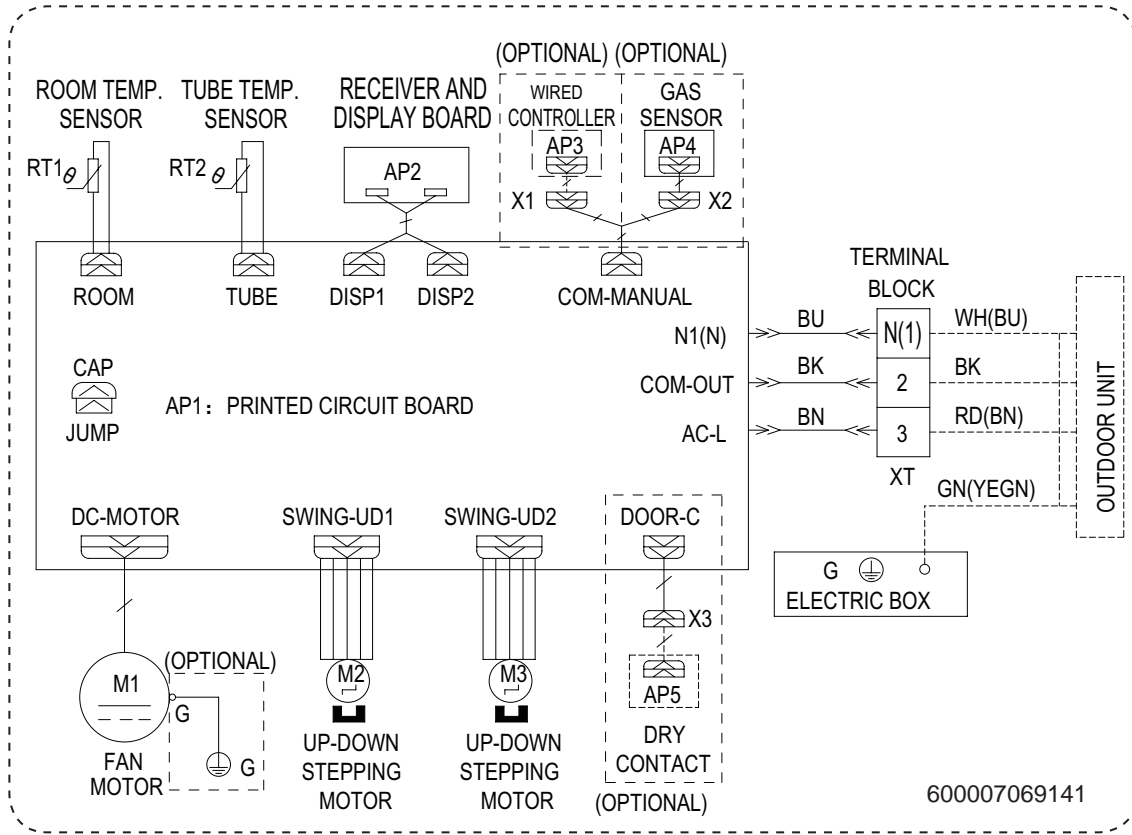 (OPTIONAL) (OPTIONAL)
ROOM TEMP.
SENSOR
TUBE TEMP.
SENSOR
RECEIVER AND
DISPLAY BOARD
WIRED
CONTROLLER
GAS
SENSOR
RT1 θ
RT2 θ
AP2
AP3
AP4
X1
X2
ROOM
TUBE
DISP1
DISP2
COM-MANUAL
TERMINAL
BLOCK
N1(N)
BU
N(1)
WH(BU)
COM-OUT
BK
2
BK
AC-L
BN
3
RD(BN)
XT
GN(YEGN)
OUTDOOR UNIT
CAP
JUMP
AP1: PRINTED CIRCUIT BOARD
DC-MOTOR
SWING-UD1
SWING-UD2
DOOR-C
G
ELECTRIC BOX
X3
AP5
(OPTIONAL)
M1
G
G
M2
M3
FAN
MOTOR
UP-DOWN
STEPPING
MOTOR
UP-DOWN
STEPPING
MOTOR
DRY
CONTACT
(OPTIONAL)
600007069141